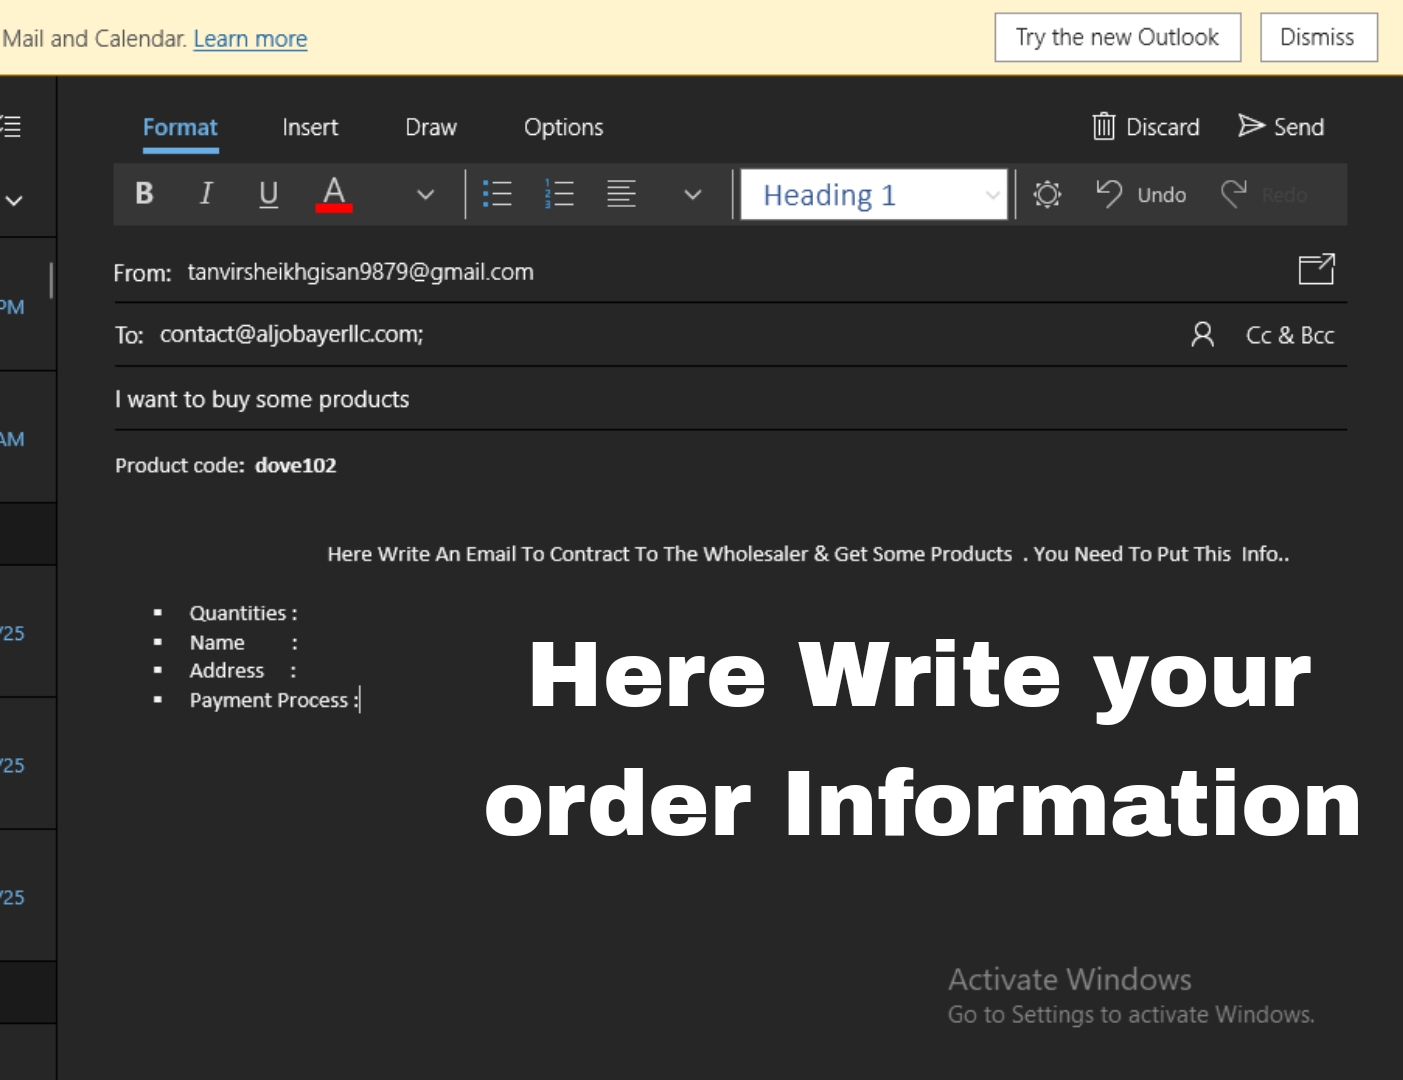 Mail and Calendar. Learn more
Try the new Outlook
Dismiss
Format
Insert
Draw
Options
Discard
Send
B
I
U
A
Heading 1
Undo
Redo
PM
From: tanvirsheikhgisan9879@gmail.com
To: contact@aljobayerllc.com;
Cc & Bcc
I want to buy some products
AM
Product code: dove102
Here Write An Email To Contract To The Wholesaler & Get Some Products . You Need To Put This Info..
Quantities :
Name :
Address :
Payment Process :
/25
/25
/25
Here Write your
order Information
Activate Windows
Go to Settings to activate Windows.